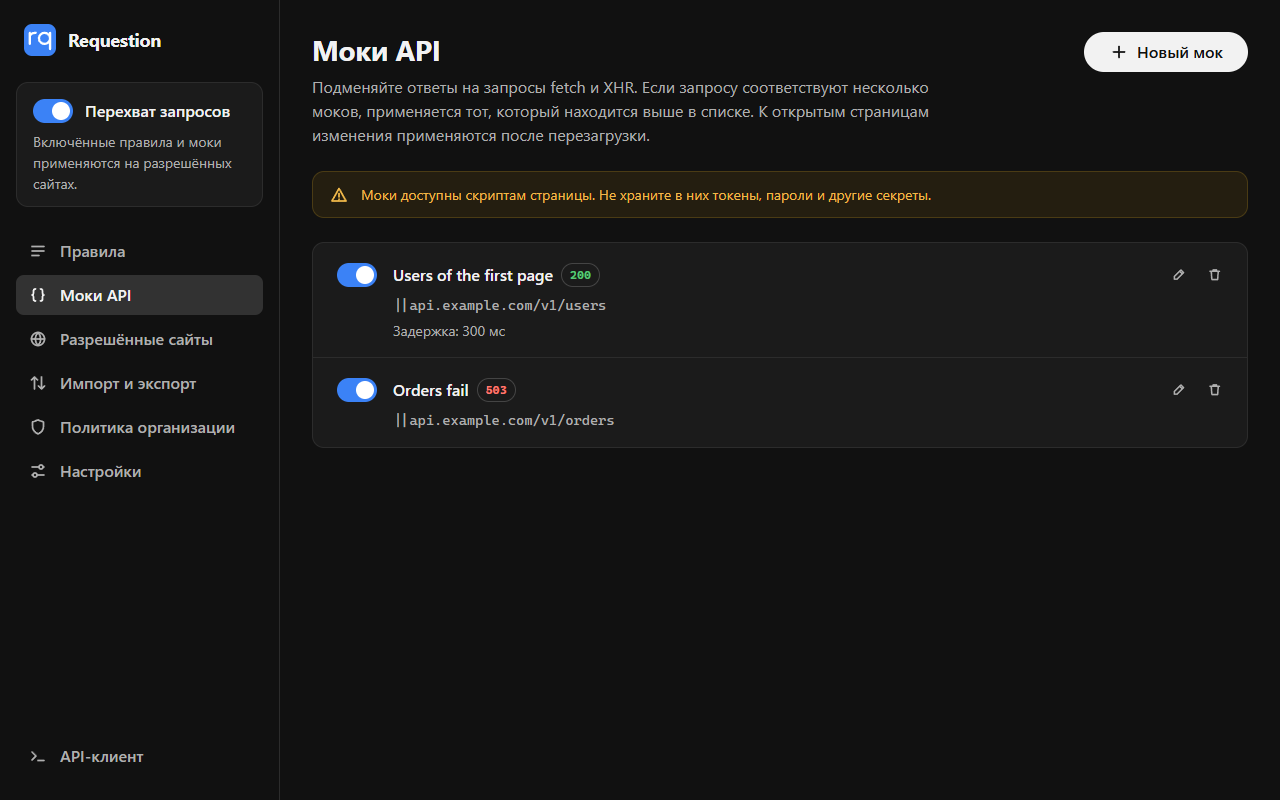 rq Requestion
Перехват запросов
Включённые правила и моки
применяются на разрешённых
сайтах.
Правила
Моки API
Разрешённые сайты
Импорт и экспорт
Политика организации
Настройки
API-клиент
Моки API
Новый мок
Подменяйте ответы на запросы fetch и XHR. Если запросу соответствуют несколько
моков, применяется тот, который находится выше в списке. К открытым страницам
изменения применяются после перезагрузки.
Моки доступны скриптам страницы. Не храните в них токены, пароли и другие секреты.
Users of the first page 200
||api.example.com/v1/users
Задержка: 300 мс
Orders fail 503
||api.example.com/v1/orders